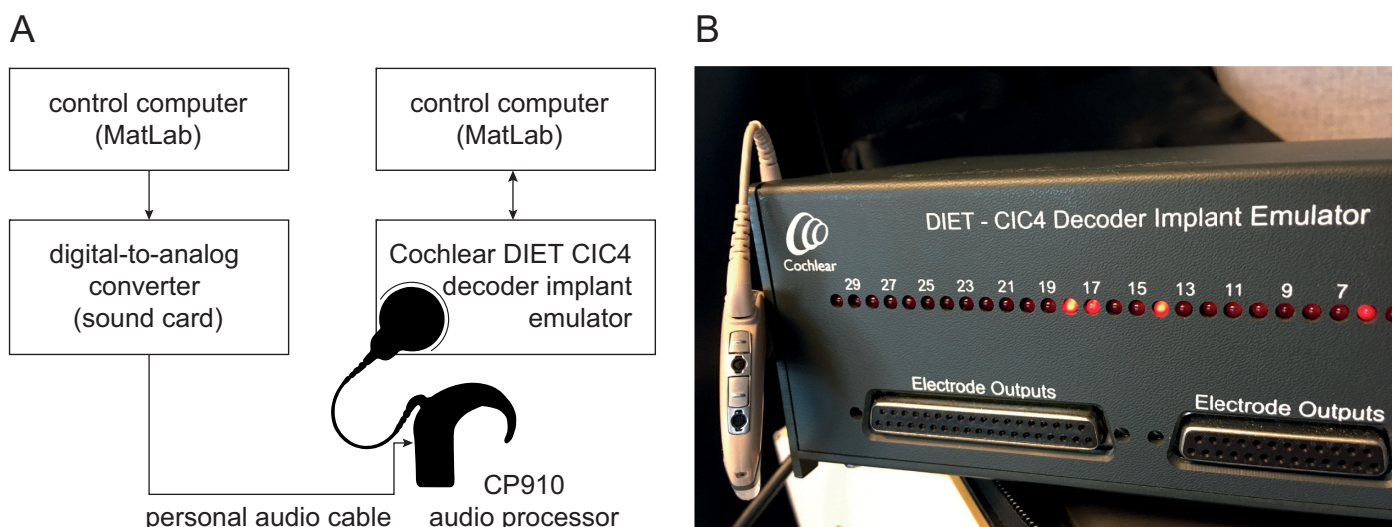 A
control computer
(MatLab)
digital-to-analog
converter
(sound card)
control computer
(MatLab)
Cochlear DIET CIC4
decoder implant
emulator
personal audio cable
CP910
audio processor
B
DIET - CIC4 Decoder Implant Emulator
Cochlear
29 27 25 23 21 19 17 15 13 11 9 7
Electrode Outputs
Electrode Outputs